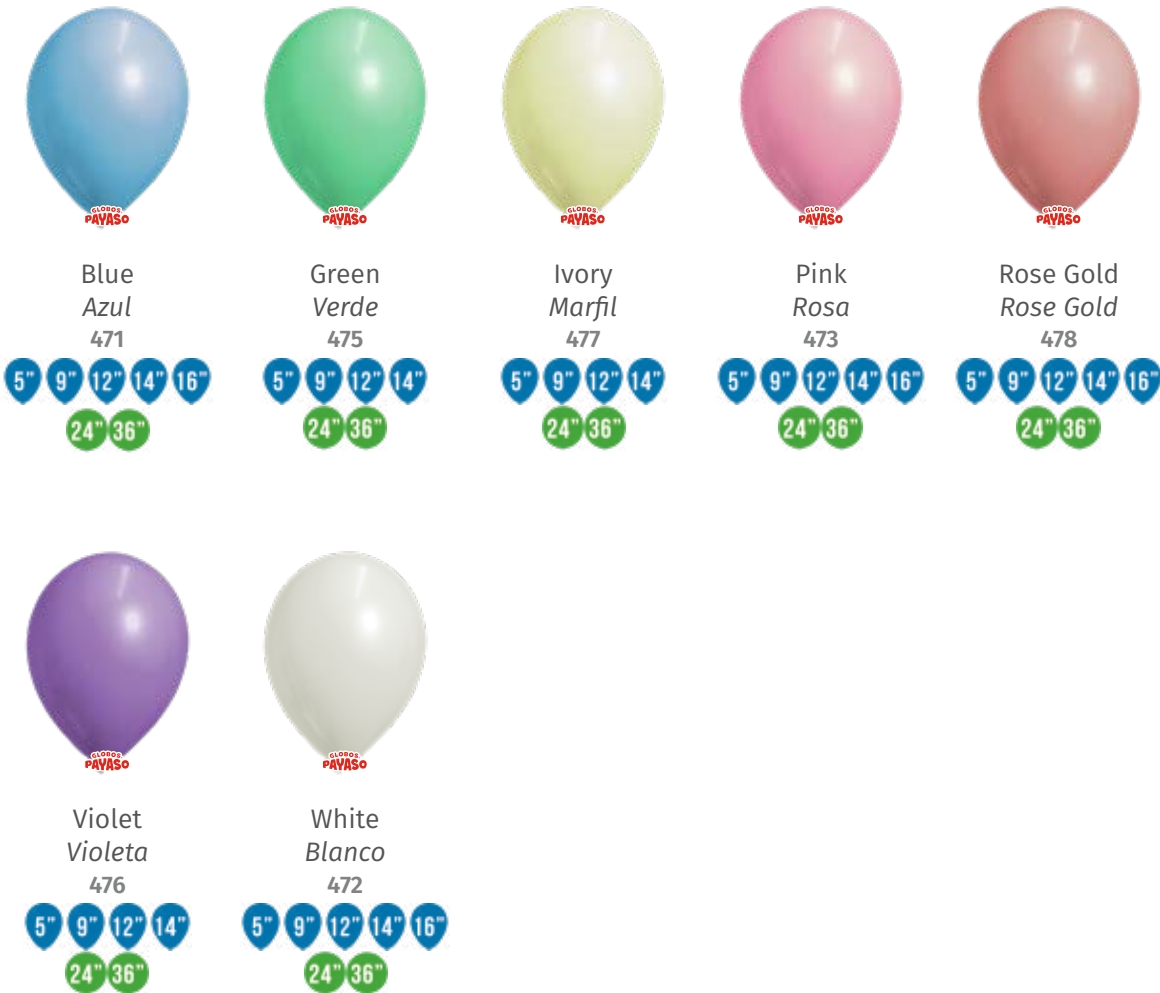 GLOBOS PAYASO
GLOBOS PAYASO
GLOBOS PAYASO
GLOBOS PAYASO
GLOBOS PAYASO
Blue
Azul
471
5” 9” 12” 14” 16”
24” 36”
Green
Verde
475
5” 9” 12” 14”
24” 36”
Ivory
Marfil
477
5” 9” 12” 14”
24” 36”
Pink
Rosa
473
5” 9” 12” 14” 16”
24” 36”
Rose Gold
Rose Gold
478
5” 9” 12” 14” 16”
24” 36”
GLOBOS PAYASO
GLOBOS PAYASO
Violet
Violeta
476
5” 9” 12” 14”
24” 36”
White
Blanco
472
5” 9” 12” 14” 16”
24” 36”